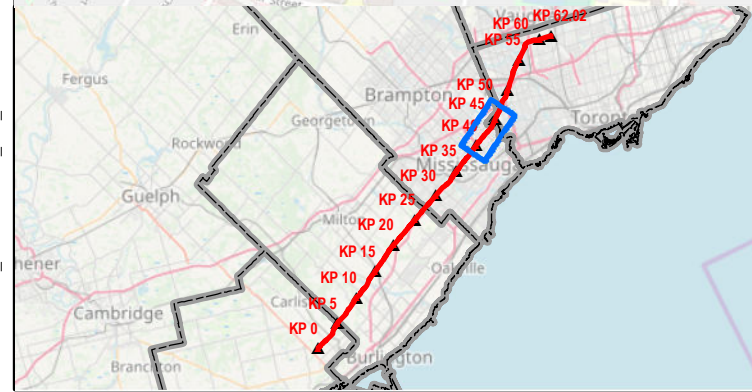 KP 62.02
KP 60
Erin
Vau
KP 55
Fergus
KP 50
Brampton
KP 45
Georgetown
KP 40
Toronto
Rockwood
KP 35
Mississauga
KP 30
Guelph
KP 25
Milton
KP 20
KP 15
hener
Oakville
KP 10
Carlisle
KP 5
Cambridge
KP 0
Burlington
Branchton